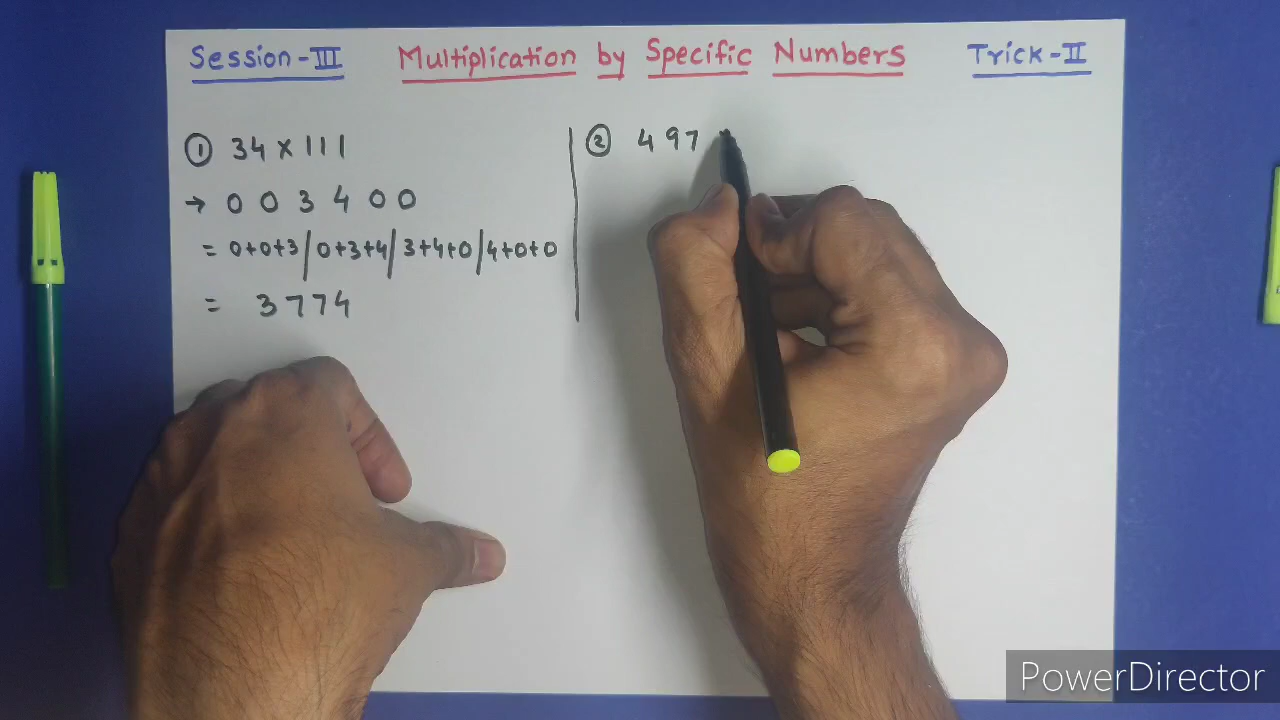 Session-III Multiplication by Specific Numbers Trick-II
① 34 × 111
→ 0 0 3 4 0 0
= 0+0+3/0+3+4/3+4+0/4+0+0
= 3774
② 497
PowerDirector